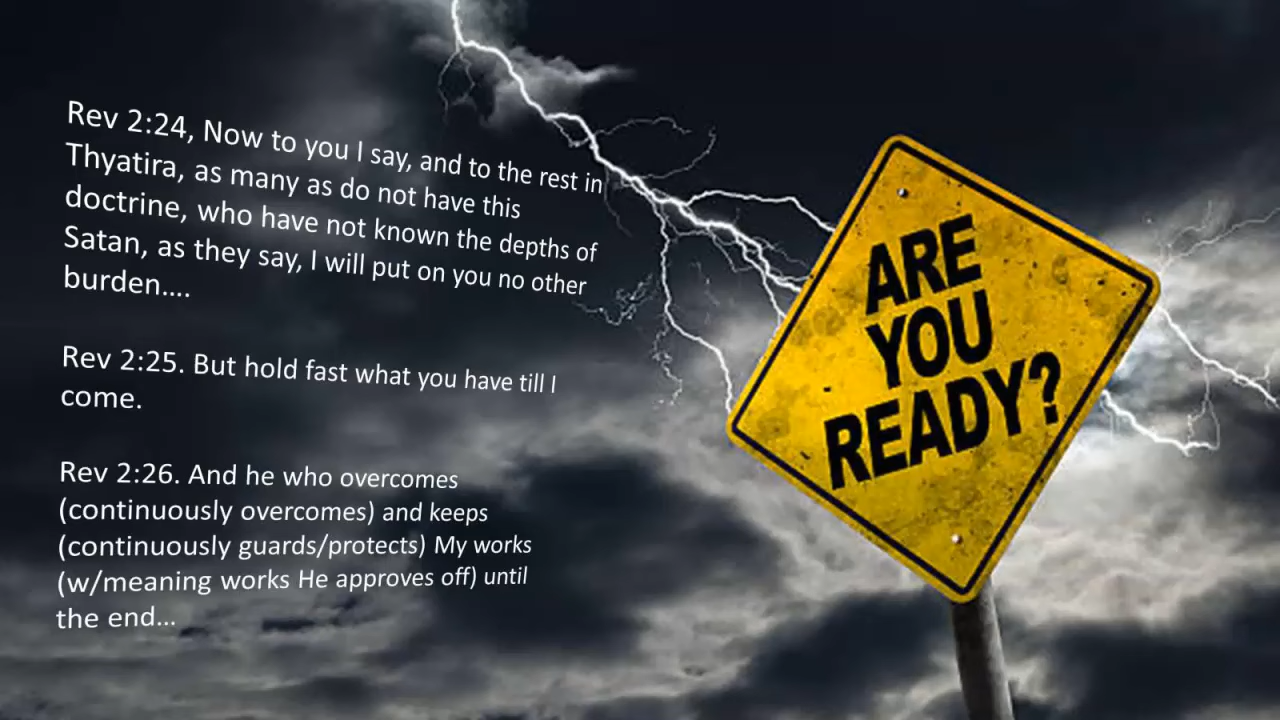 Rev 2:24, Now to you I say, and to the rest in
Thyatira, as many as do not have this
doctrine, who have not known the depths of
Satan, as they say, I will put on you no other
burden....
Rev 2:25. But hold fast what you have till I
come.
Rev 2:26. And he who overcomes
(continuously overcomes) and keeps
(continuously guards/protects) My works
(w/meaning works He approves off) until
the end...
ARE
YOU
READY?